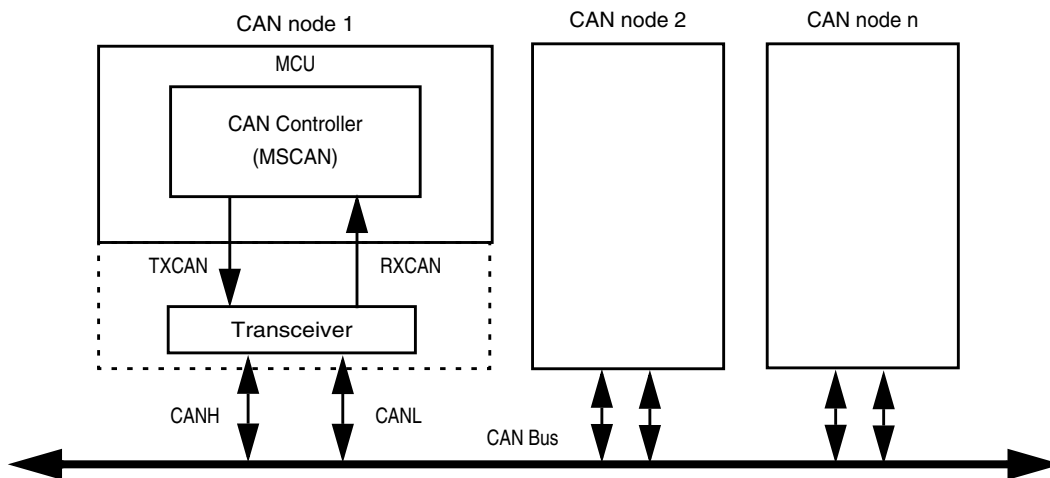 CAN node 1
CAN node 2
CAN node n
MCU
CAN Controller
(MSCAN)
TXCAN
RXCAN
Transceiver
CANH
CANL
CAN Bus